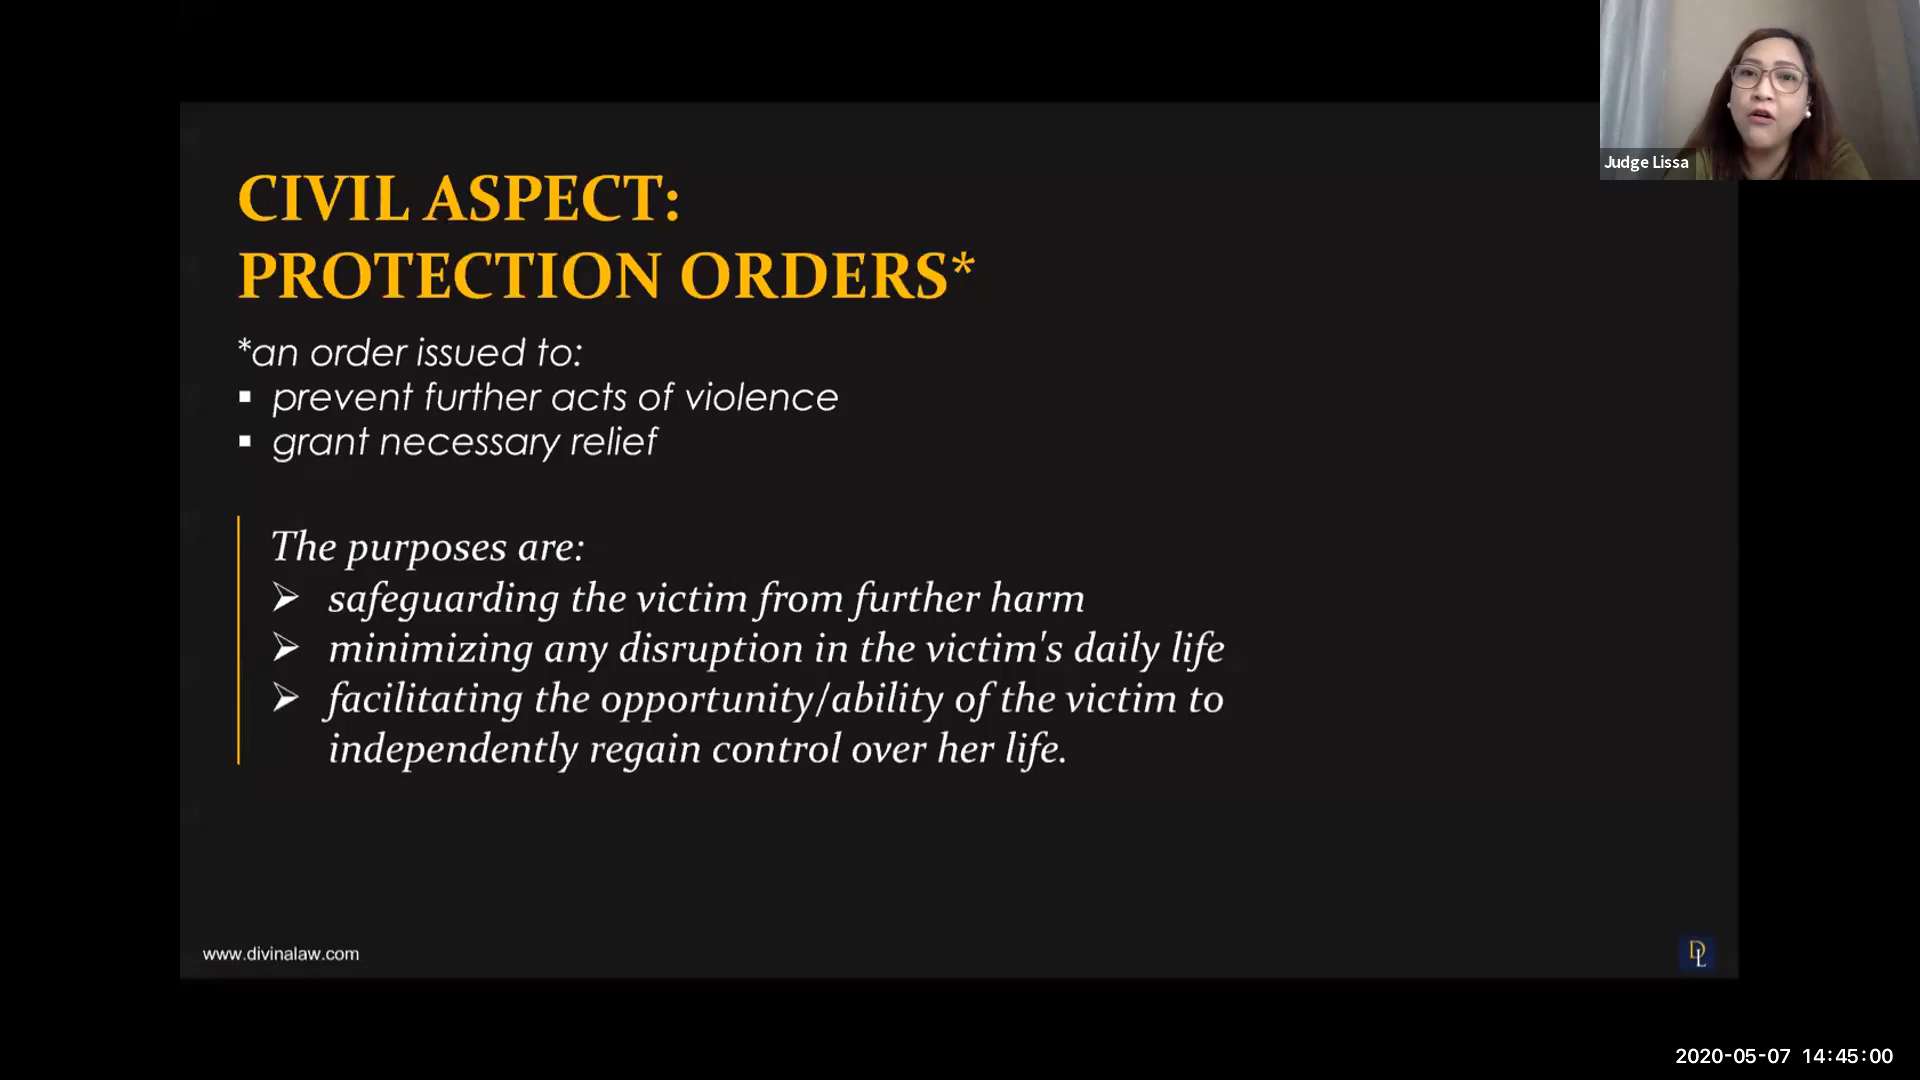 Judge Lissa
CIVIL ASPECT:
PROTECTION ORDERS*
*an order issued to:
▪ prevent further acts of violence
▪ grant necessary relief
The purposes are:
➢ safeguarding the victim from further harm
➢ minimizing any disruption in the victim's daily life
➢ facilitating the opportunity/ability of the victim to
independently regain control over her life.
www.divinalaw.com
DL
2020-05-07 14:45:00